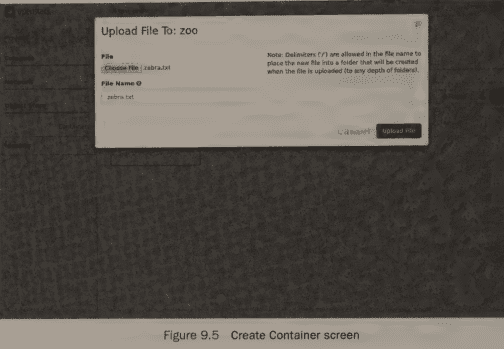 Upload File To: zoo
File
Choose File zebra.txt
Note: Delimiters ('/') are allowed in the file name to
place the new file into a folder that will be created
when the file is uploaded (to any depth of folders).
File Name
zebra.txt
Upload File
Figure 9.5 Create Container screen